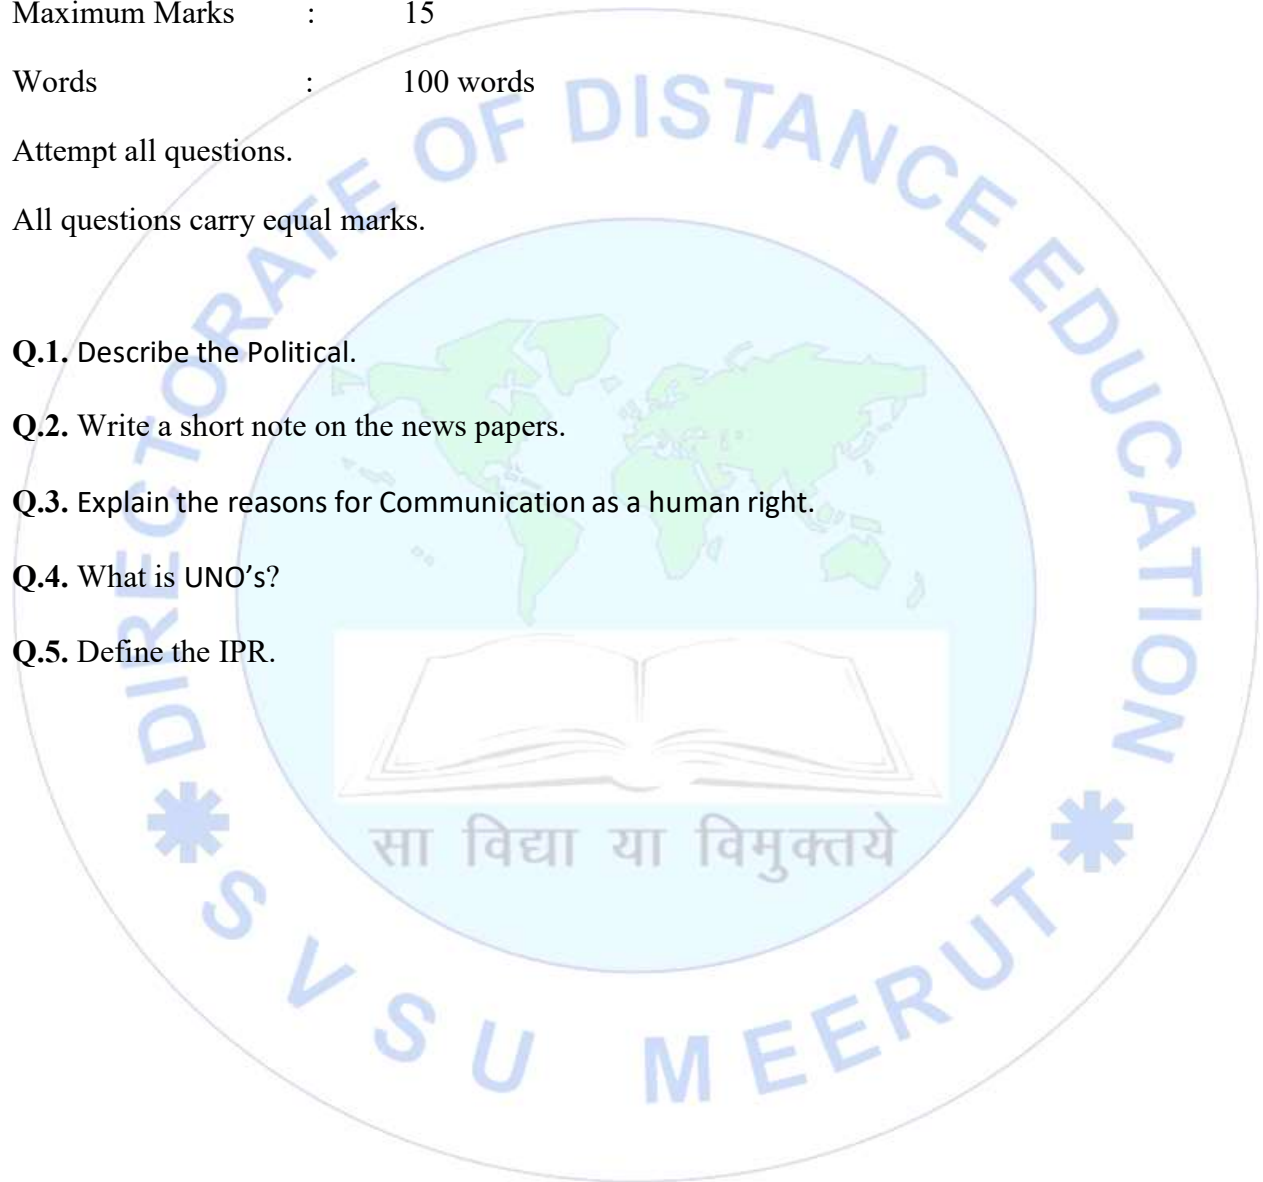 Maximum Marks : 15
Words : 100 words
Attempt all questions.
All questions carry equal marks.
Q.1. Describe the Political.
Q.2. Write a short note on the news papers.
Q.3. Explain the reasons for Communication as a human right.
Q.4. What is UNO’s?
Q.5. Define the IPR.
DIRECTORATE OF DISTANCE EDUCATION
सा विद्या या विमुक्तये
* S V S U MEERUT *